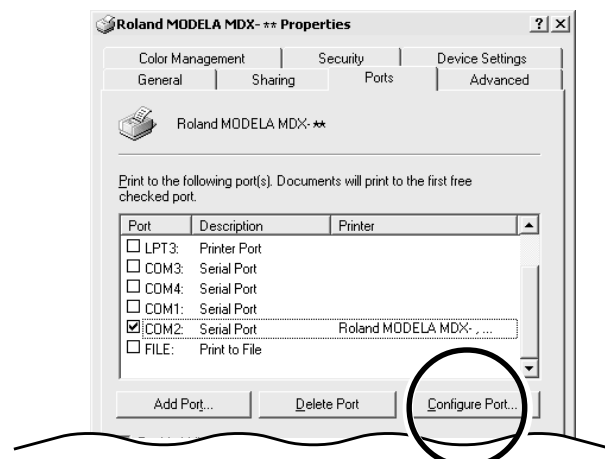 Roland MODELA MDX-** Properties
? ×
Color Management Security Device Settings
General Sharing Ports Advanced
Roland MODELA MDX-**
Print to the following port(s). Documents will print to the first free
checked port.
Port Description Printer
LPT3: Printer Port
COM3: Serial Port
COM4: Serial Port
COM1: Serial Port
COM2: Serial Port Roland MODELA MDX- , ...
FILE: Print to File
Add Port... Delete Port Configure Port...